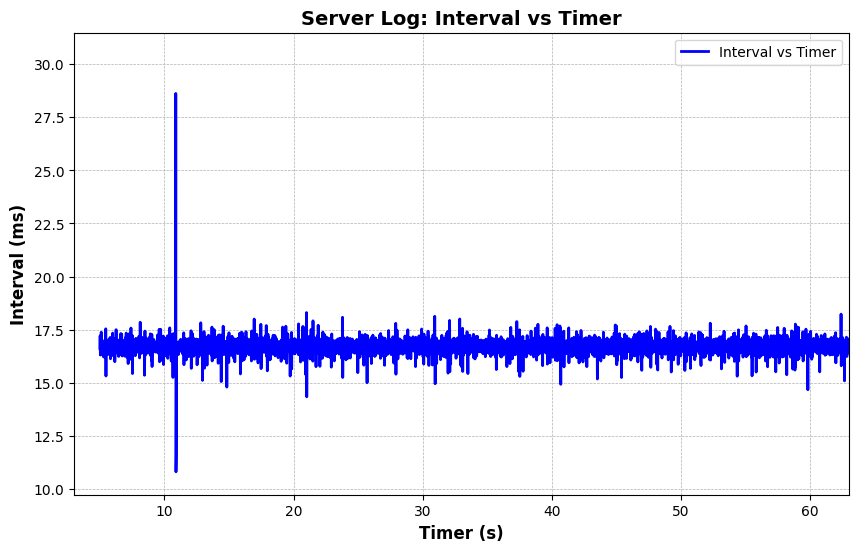 Server Log: Interval vs Timer
Interval vs Timer
30.0
27.5
25.0
22.5
20.0
17.5
15.0
12.5
10.0
Interval (ms)
10 20 30 40 50 60
Timer (s)